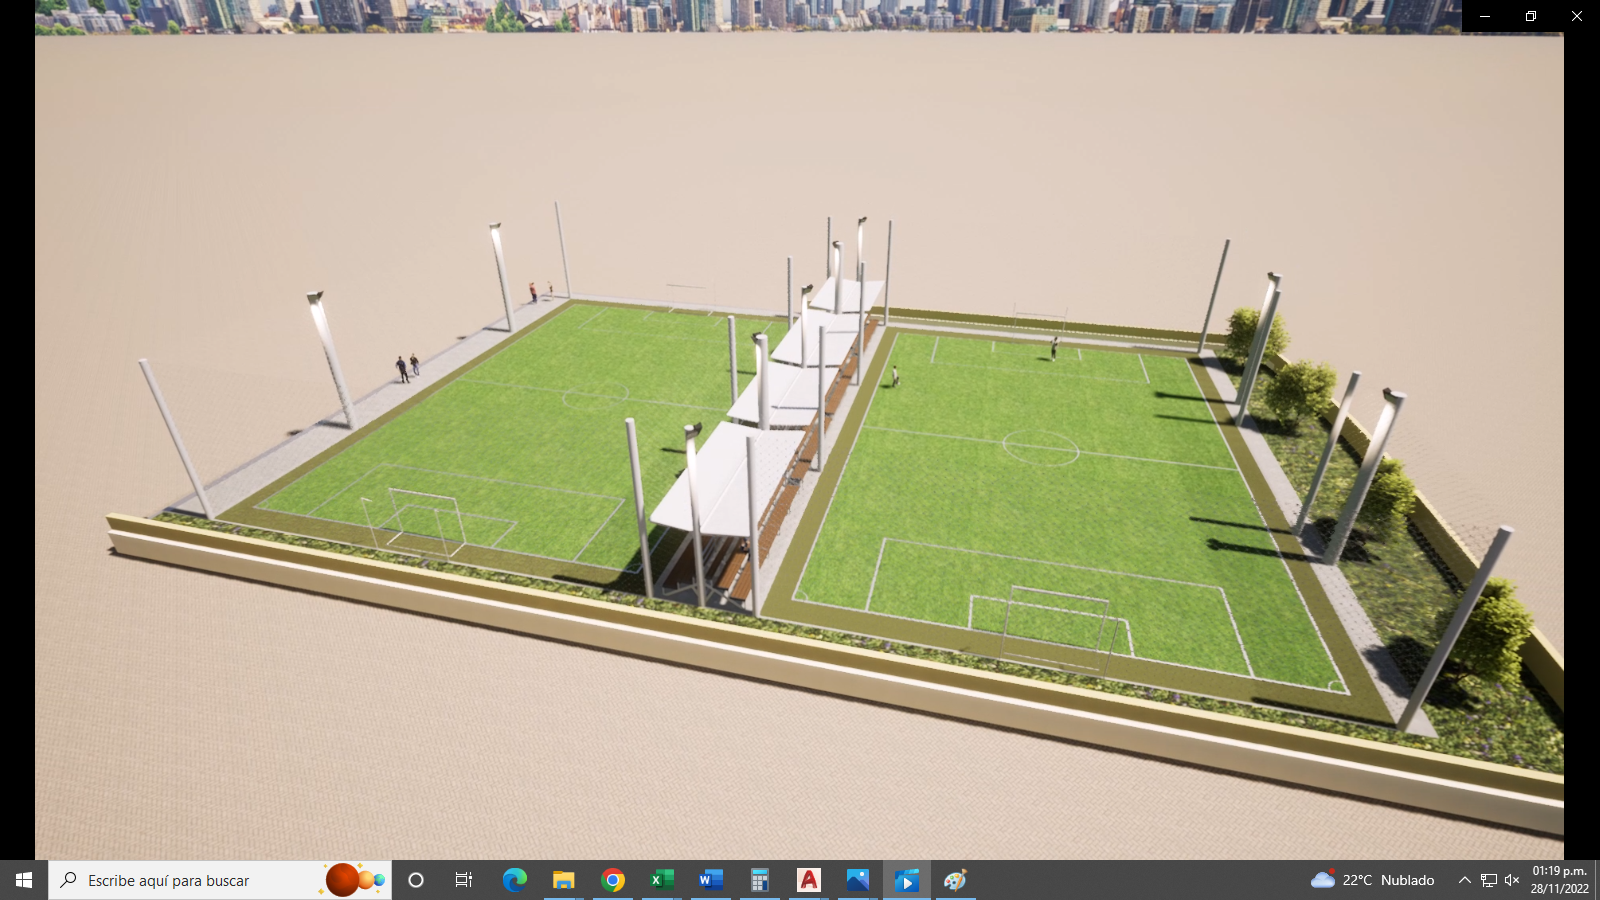 Escribe aquí para buscar
22°C Nublado
01:19 p.m.
28/11/2022